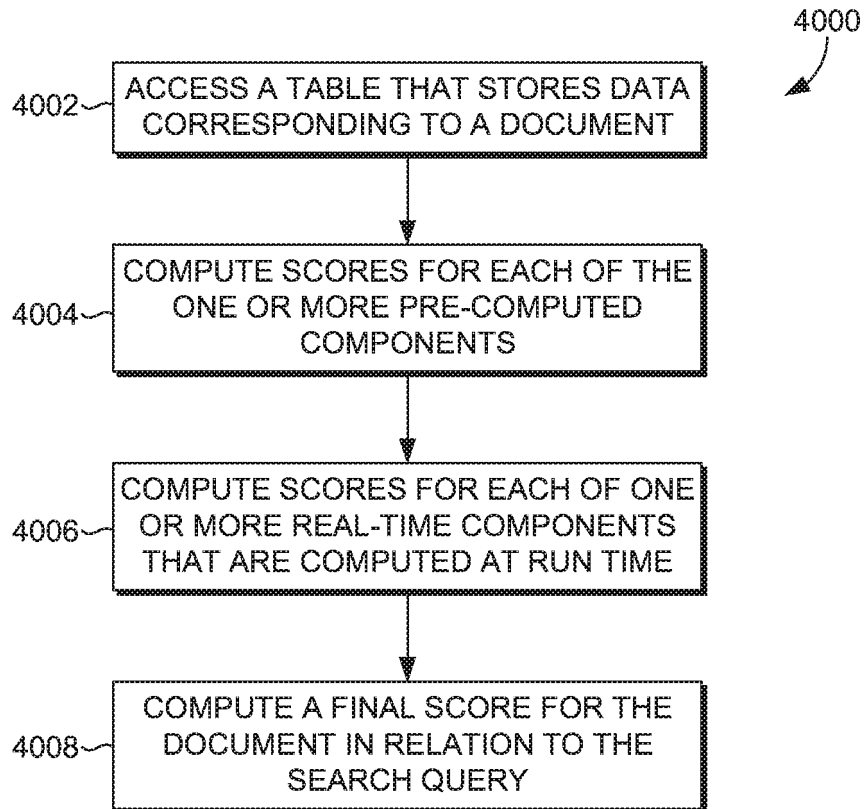 4000
4002
ACCESS A TABLE THAT STORES DATA
CORRESPONDING TO A DOCUMENT
4004
COMPUTE SCORES FOR EACH OF THE
ONE OR MORE PRE-COMPUTED
COMPONENTS
4006
COMPUTE SCORES FOR EACH OF ONE
OR MORE REAL-TIME COMPONENTS
THAT ARE COMPUTED AT RUN TIME
4008
COMPUTE A FINAL SCORE FOR THE
DOCUMENT IN RELATION TO THE
SEARCH QUERY